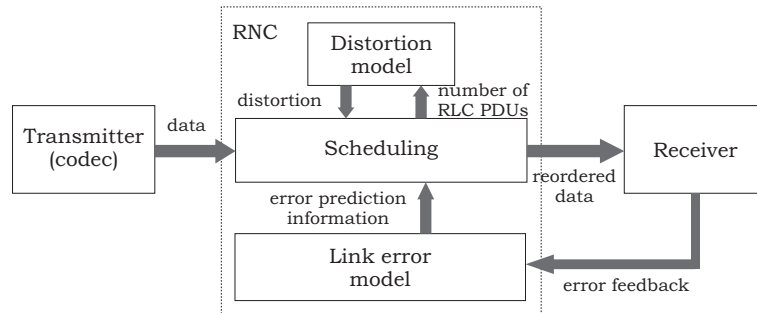 RNC
Distortion
model
distortion
number of
RLC PDUs
Transmitter
(codec)
data
Scheduling
reordered
data
Receiver
error prediction
information
Link error
model
error feedback